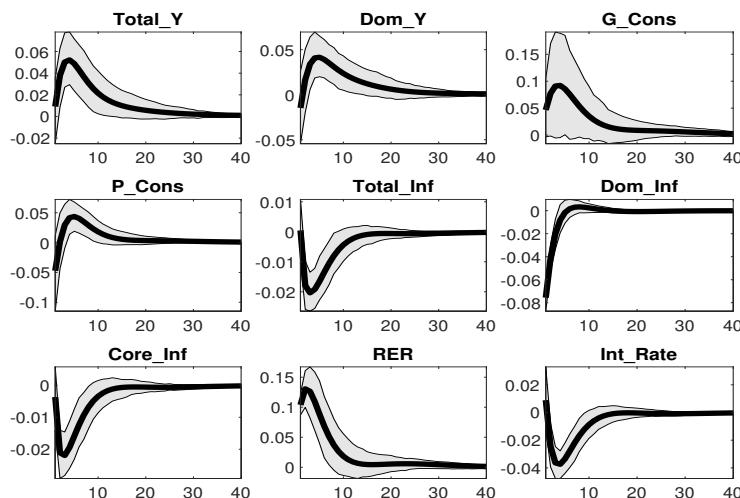 Total_Y
0.06
0.04
0.02
0
-0.02
10 20 30 40
Dom_Y
0.05
0
-0.05
10 20 30 40
G_Cons
0.15
0.1
0.05
0
10 20 30 40
P_Cons
0.05
0
-0.05
-0.1
10 20 30 40
Total_Inf
0.01
0
-0.01
-0.02
10 20 30 40
Dom_Inf
0
-0.02
-0.04
-0.06
-0.08
10 20 30 40
Core_Inf
0
-0.01
-0.02
10 20 30 40
RER
0.15
0.1
0.05
0
10 20 30 40
Int_Rate
0.02
0
-0.02
-0.04
10 20 30 40